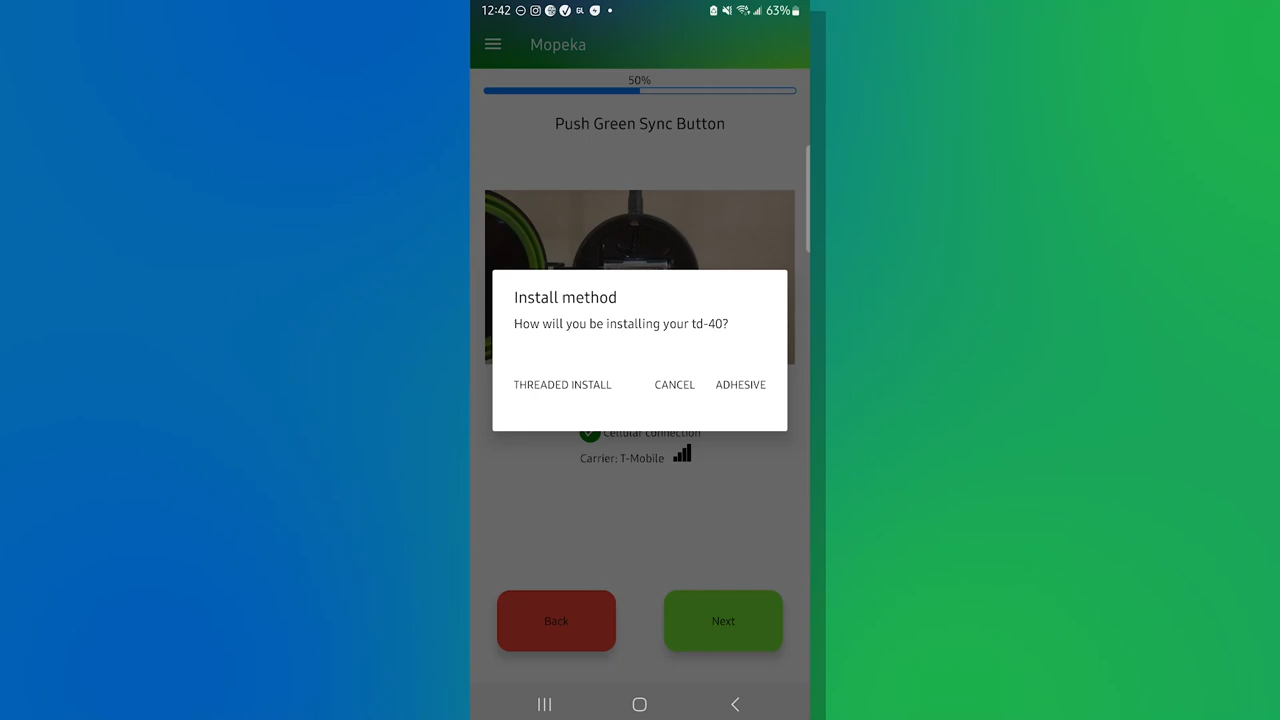 12:42 GL 63%
Mopeka
50%
Push Green Sync Button
Install method
How will you be installing your td-40?
THREADED INSTALL CANCEL ADHESIVE
Cellular connection
Carrier: T-Mobile
Back Next